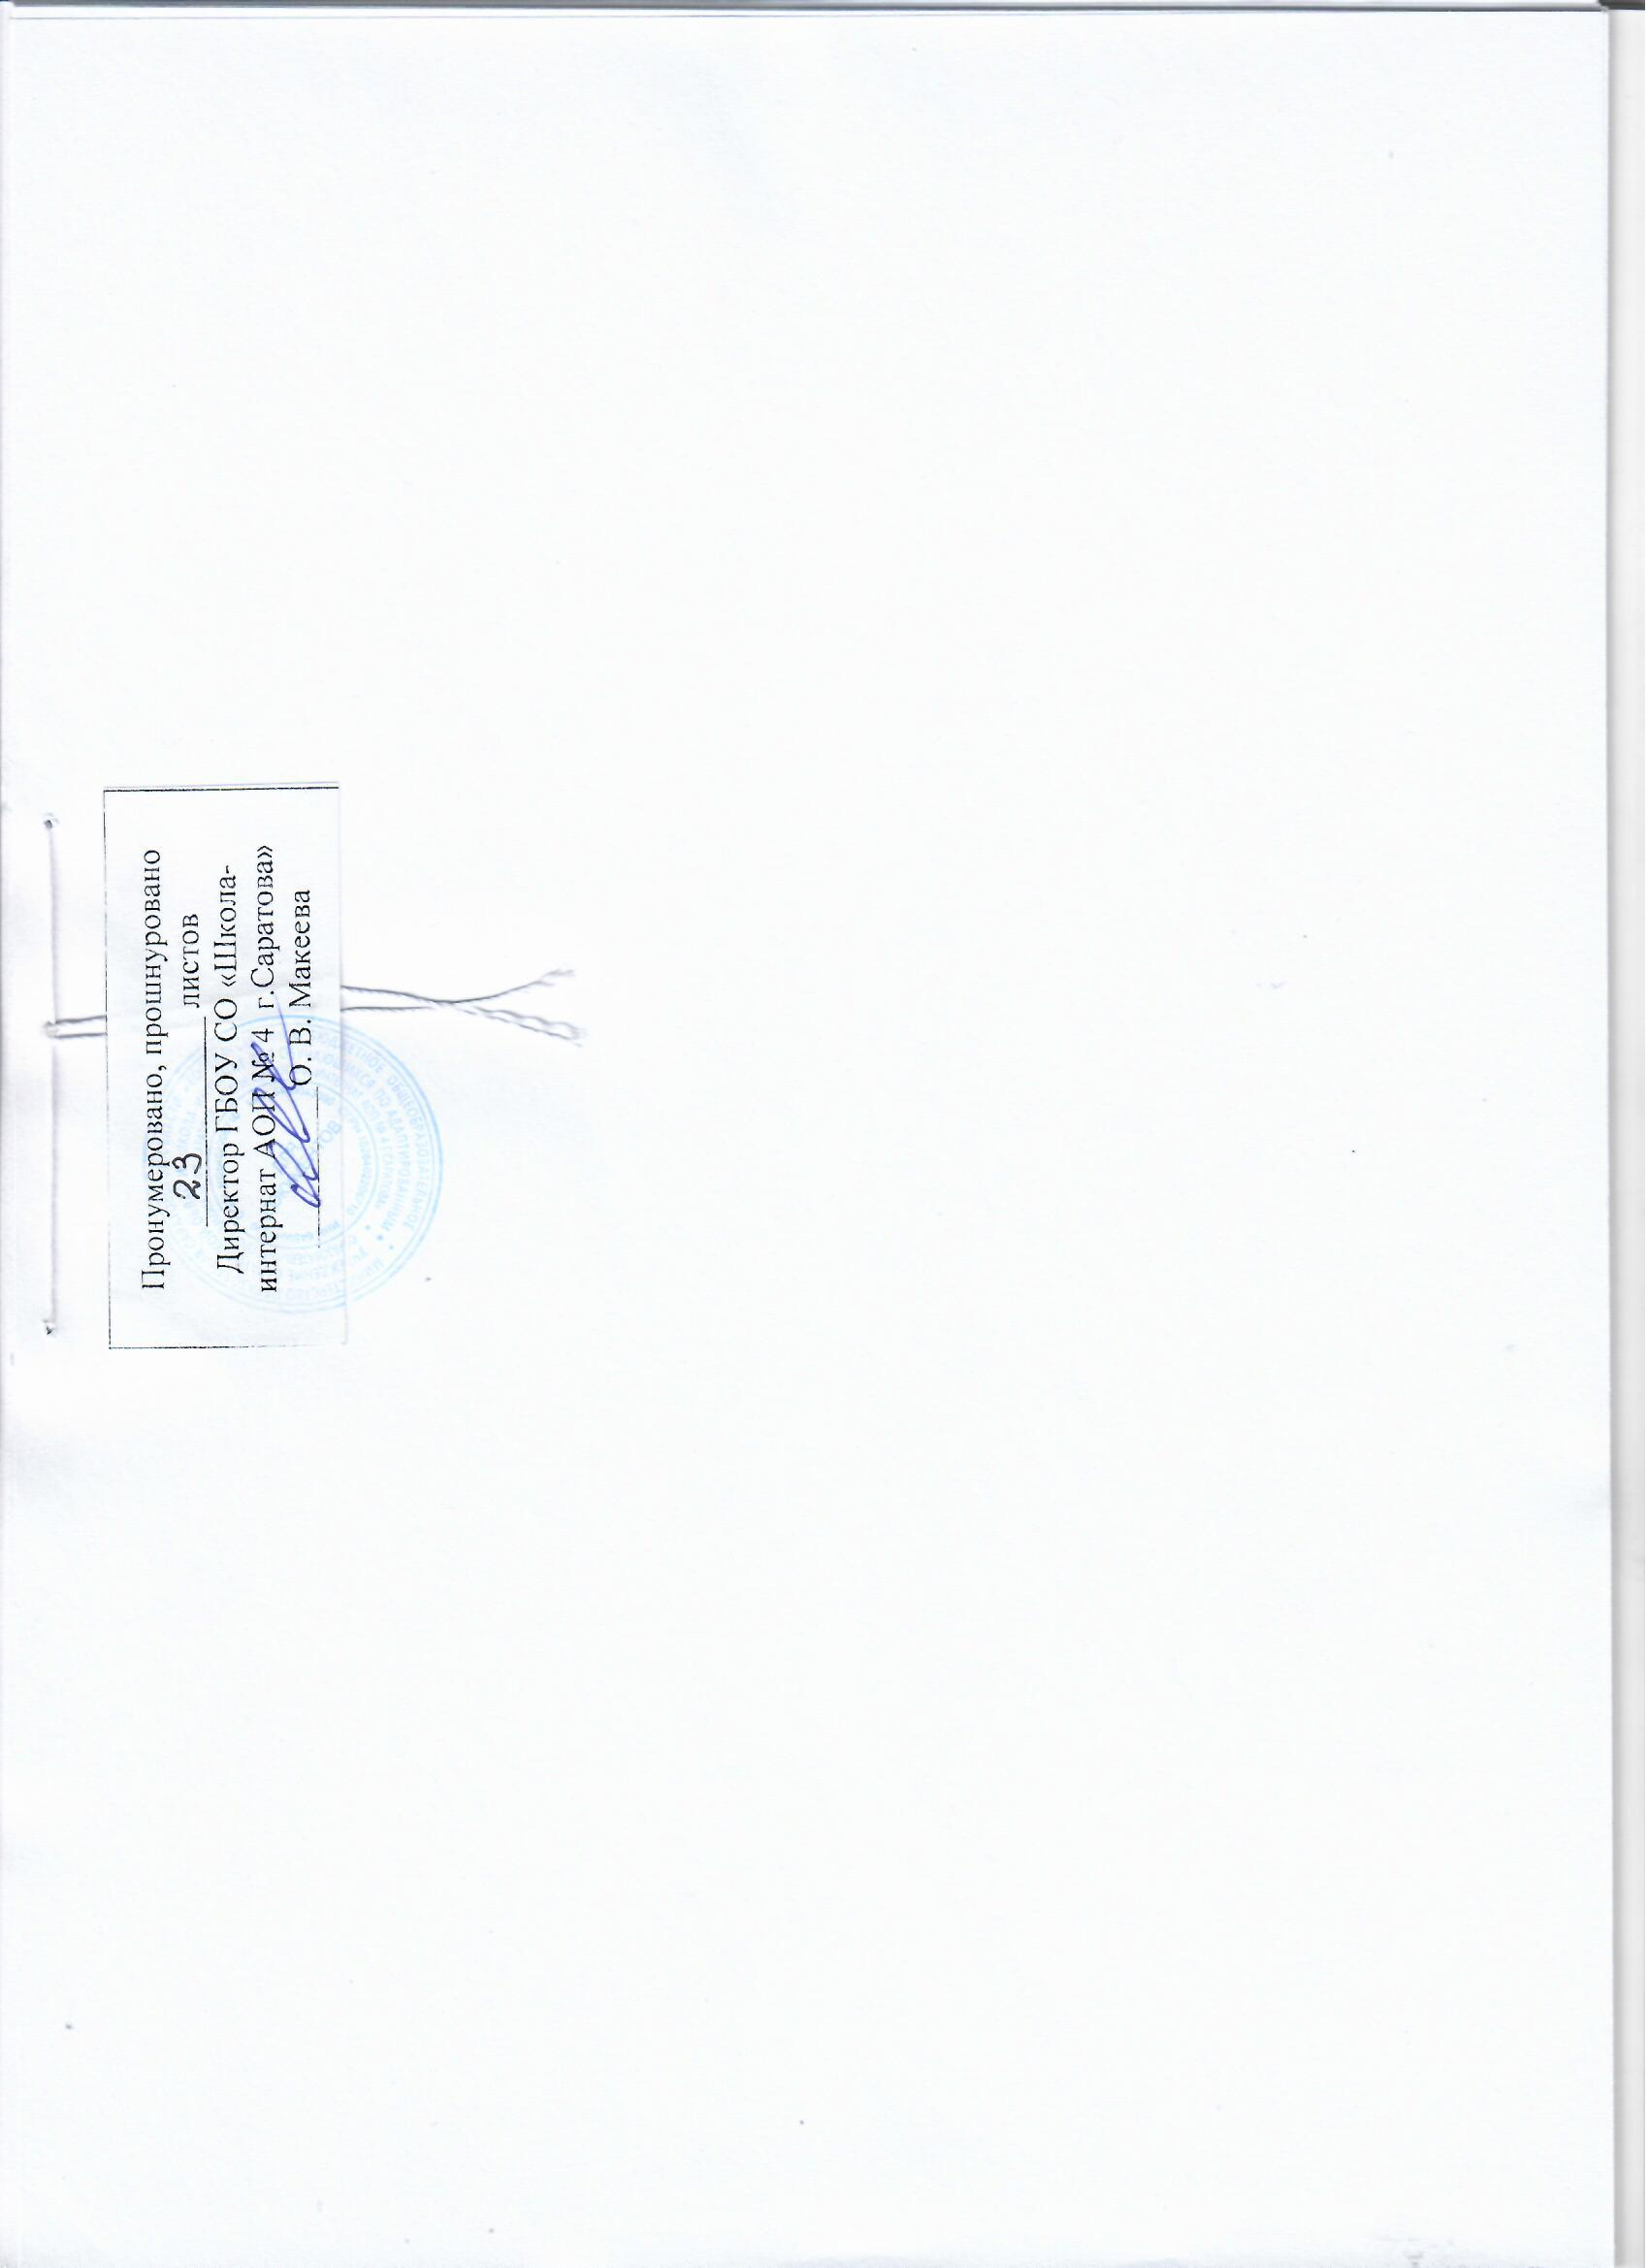 Пронумеровано, прошнуровано
23 листов
Директор ГБОУ СО «Школа-
интернат АОП № 4 г.Саратова»
О. В. Макеева